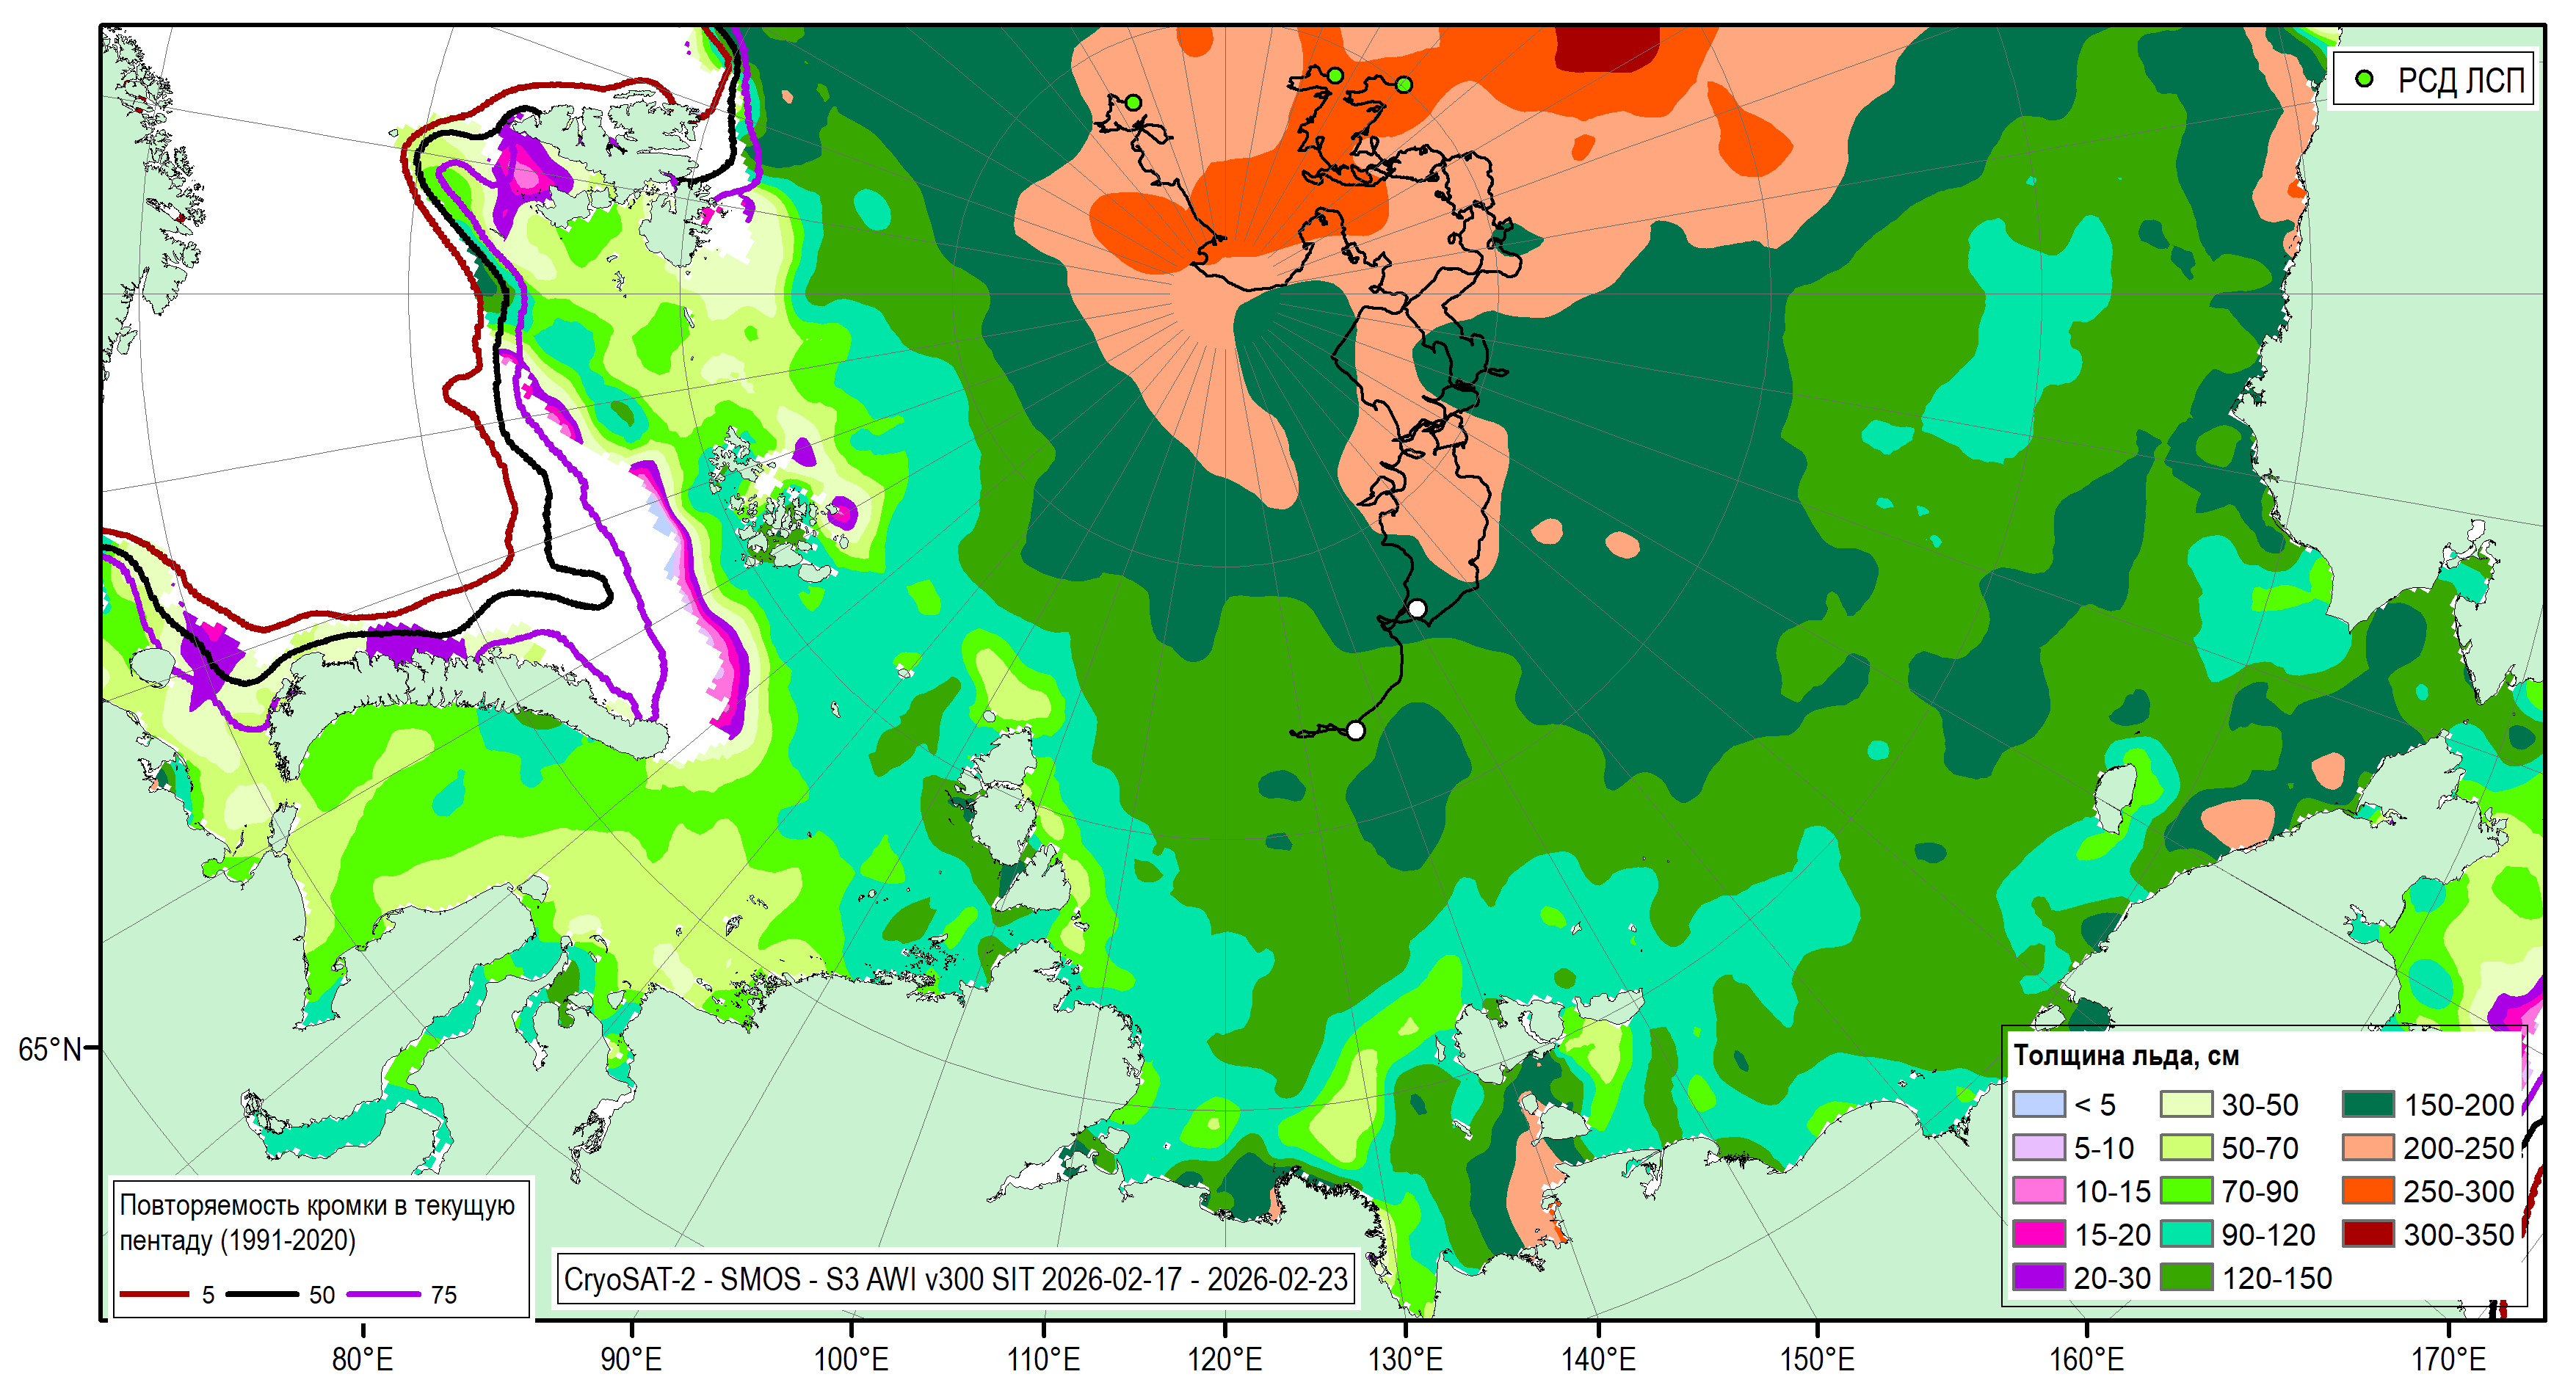 РСД ЛСП
65°N
Толщина льда, см
< 5 30-50 150-200
5-10 50-70 200-250
10-15 70-90 250-300
15-20 90-120 300-350
20-30 120-150
Повторяемость кромки в текущую
пентаду (1991-2020)
5 50 75
CryoSAT-2 - SMOS - S3 AWI v300 SIT 2026-02-17 - 2026-02-23
80°E 90°E 100°E 110°E 120°E 130°E 140°E 150°E 160°E 170°E